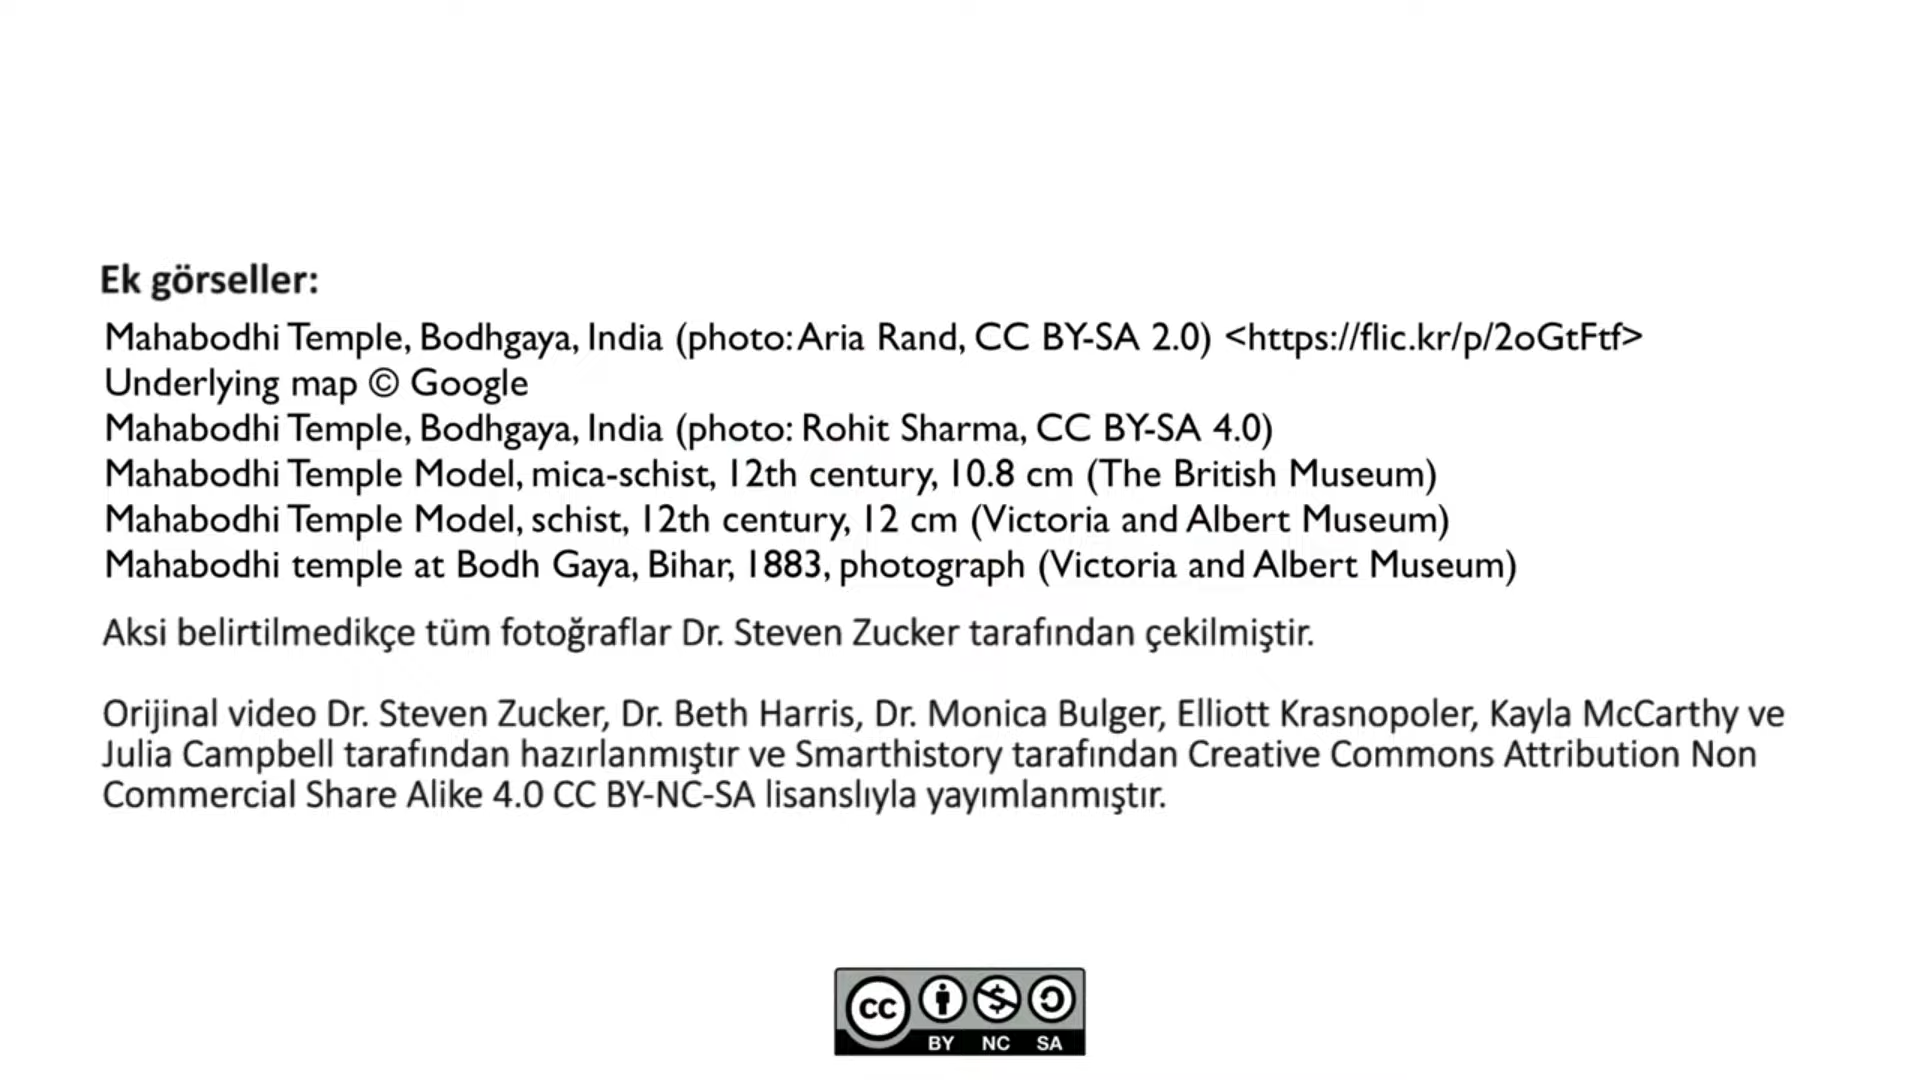 Ek görseller:
Mahabodhi Temple, Bodhgaya, India (photo: Aria Rand, CC BY-SA 2.0) <https://flic.kr/p/2oGtFtf>
Underlying map © Google
Mahabodhi Temple, Bodhgaya, India (photo: Rohit Sharma, CC BY-SA 4.0)
Mahabodhi Temple Model, mica-schist, 12th century, 10.8 cm (The British Museum)
Mahabodhi Temple Model, schist, 12th century, 12 cm (Victoria and Albert Museum)
Mahabodhi temple at Bodh Gaya, Bihar, 1883, photograph (Victoria and Albert Museum)
Aksi belirtilmedikçe tüm fotoğraflar Dr. Steven Zucker tarafından çekilmiştir.
Orijinal video Dr. Steven Zucker, Dr. Beth Harris, Dr. Monica Bulger, Elliott Krasnopoler, Kayla McCarthy ve
Julia Campbell tarafından hazırlanmıştır ve Smarthistory tarafından Creative Commons Attribution Non
Commercial Share Alike 4.0 CC BY-NC-SA lisanslıyla yayımlanmıştır.
cc
BY NC SA